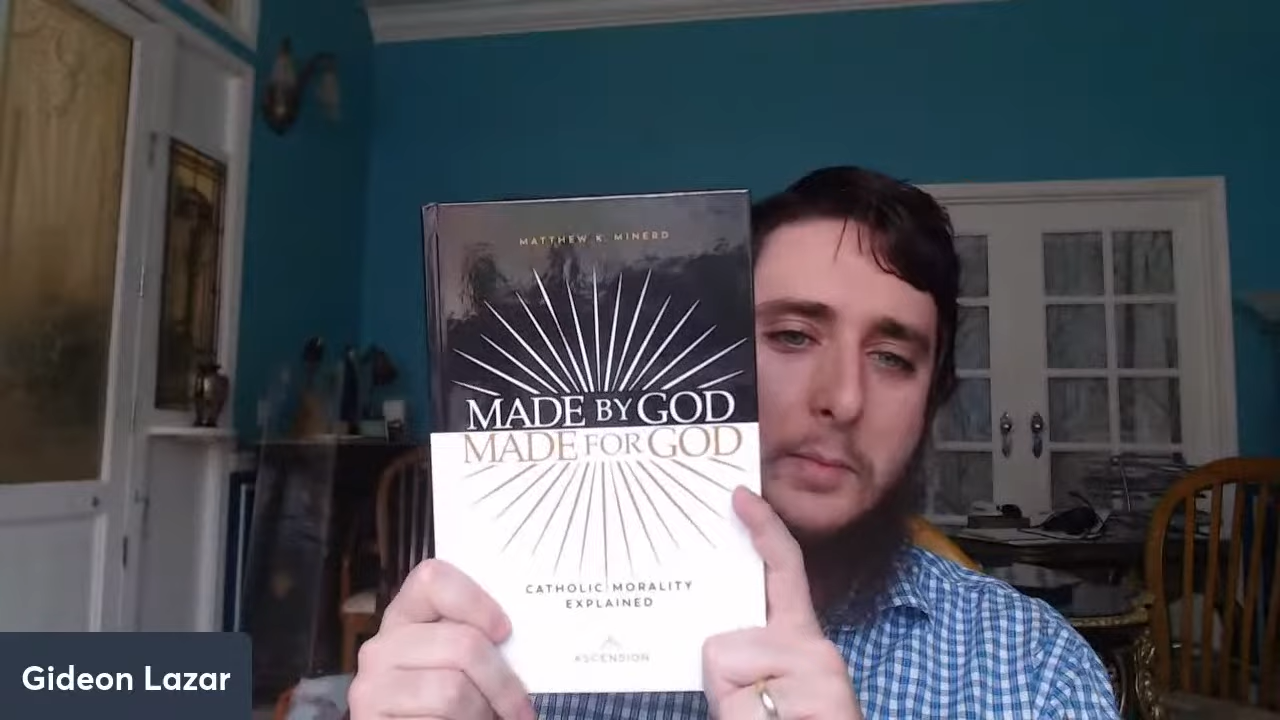 MATTHEW K. MINERD
MADE BY GOD
MADE FOR GOD
CATHOLIC MORALITY
EXPLAINED
ASCENSION
Gideon Lazar